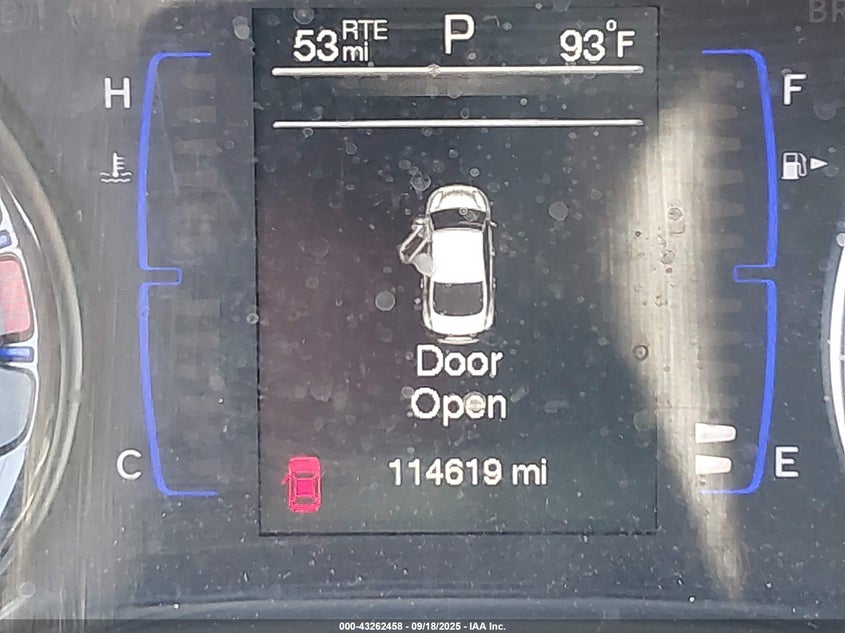 53 RTE mi P 93°F
H F
Door
Open
C E
114619 mi
000-43262458 - 09/18/2025 - IAA Inc.